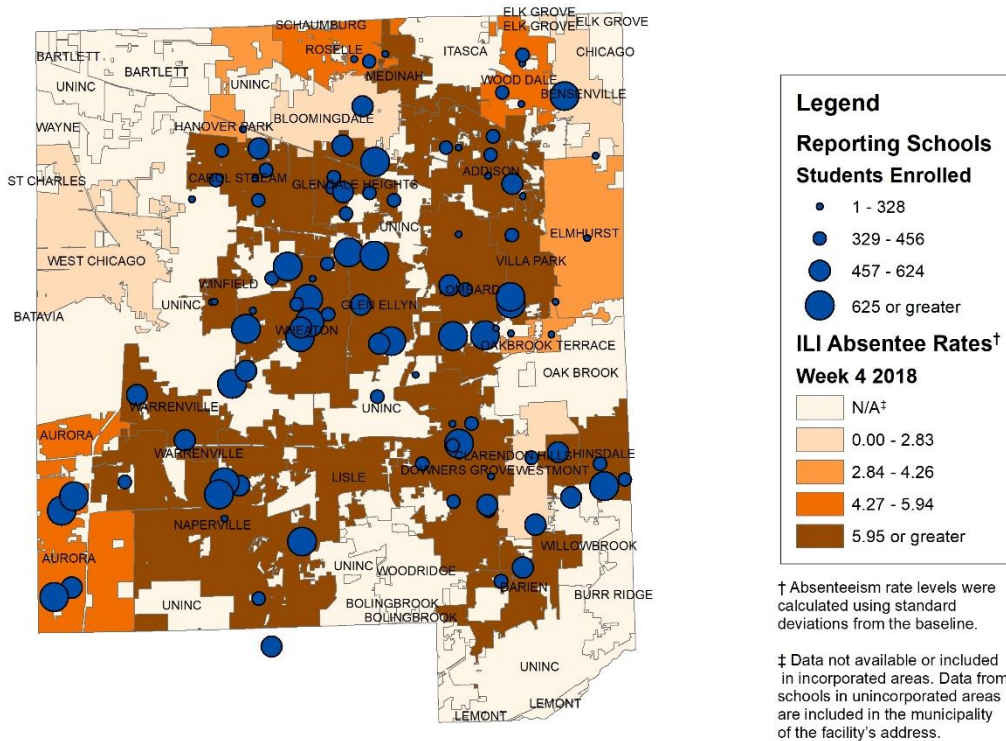 SCHAUMBURG
ELK GROVE
ELK GROVE
ELK GROVE
ROSELLE
BARTLETT
ITASCA
CHICAGO
BARTLETT
MEDINAH
WOOD DALE
UNINC
UNINC
BENSENVILLE
WAYNE
HANOVER PARK
BLOOMINGDALE
ST CHARLES
CAROL STREAM
GLENDALE HEIGHTS
ADDISON
UNINC
ELMHURST
WEST CHICAGO
VILLA PARK
WINFIELD
BATAVIA
UNINC
GLEN ELLYN
LOMBARD
WHEATON
OAKBROOK TERRACE
OAK BROOK
WARRENVILLE
UNINC
AURORA
WARRENVILLE
CLARENDON HILLS
HINSDALE
LISLE
DOWNERS GROVE
WESTMONT
NAPERVILLE
WILLOWBROOK
AURORA
UNINC
WOODRIDGE
DARIEN
BURR RIDGE
UNINC
BOLINGBROOK
BOLINGBROOK
UNINC
LEMONT
LEMONT
Legend
Reporting Schools
Students Enrolled
1 - 328
329 - 456
457 - 624
625 or greater
ILI Absentee Rates†
Week 4 2018
N/A‡
0.00 - 2.83
2.84 - 4.26
4.27 - 5.94
5.95 or greater
† Absenteeism rate levels were
calculated using standard
deviations from the baseline.
‡ Data not available or included
in incorporated areas. Data from
schools in unincorporated areas
are included in the municipality
of the facility's address.